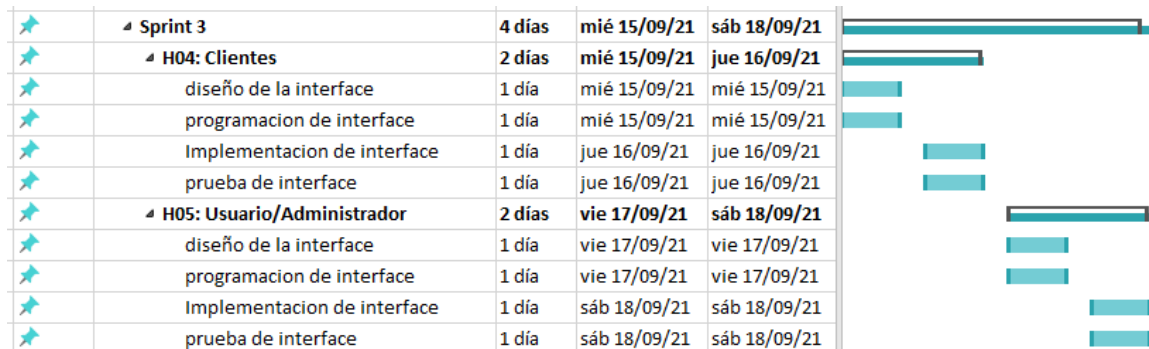 Sprint 3 4 días mié 15/09/21 sáb 18/09/21
H04: Clientes 2 días mié 15/09/21 jue 16/09/21
diseño de la interface 1 día mié 15/09/21 mié 15/09/21
programacion de interface 1 día mié 15/09/21 mié 15/09/21
Implementacion de interface 1 día jue 16/09/21 jue 16/09/21
prueba de interface 1 día jue 16/09/21 jue 16/09/21
H05: Usuario/Administrador 2 días vie 17/09/21 sáb 18/09/21
diseño de la interface 1 día vie 17/09/21 vie 17/09/21
programacion de interface 1 día vie 17/09/21 vie 17/09/21
Implementacion de interface 1 día sáb 18/09/21 sáb 18/09/21
prueba de interface 1 día sáb 18/09/21 sáb 18/09/21